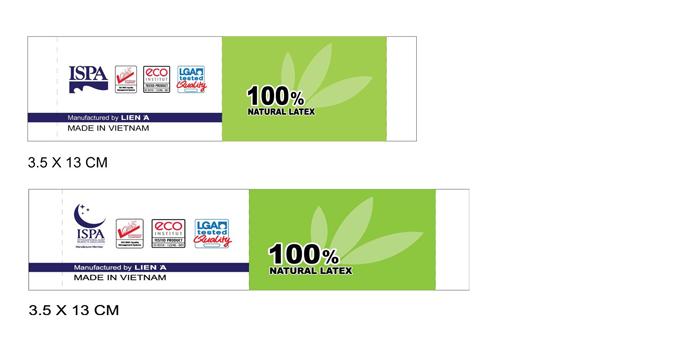 ISPA
eco
INSTITUT
TESTED PRODUCT
LGA
tested
Quality
100%
NATURAL LATEX
Manufactured by LIEN A
MADE IN VIETNAM
3.5 X 13 CM
ISPA
eco
INSTITUT
TESTED PRODUCT
LGA
tested
Quality
100%
NATURAL LATEX
Manufactured by LIEN A
MADE IN VIETNAM
3.5 X 13 CM